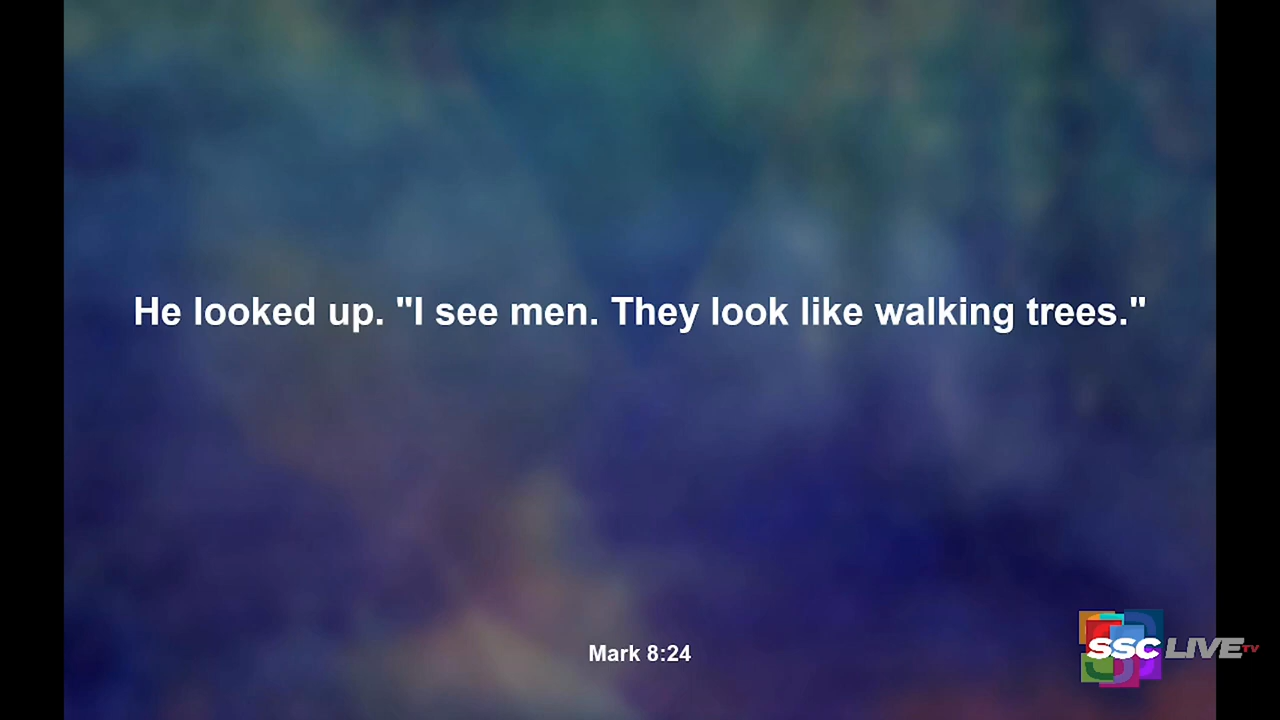 He looked up. "I see men. They look like walking trees."
Mark 8:24
SSC LIVE TV